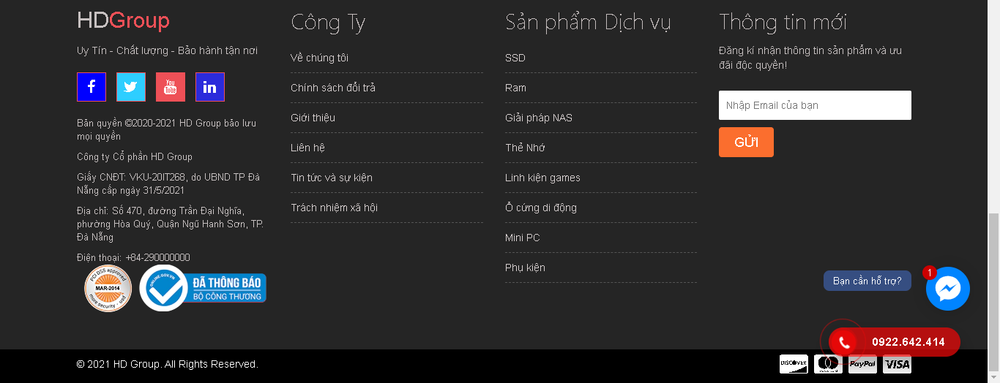 HDGroup
Uy Tín - Chất lượng - Bảo hành tận nơi
You
Tube
Bản quyền ©2020-2021 HD Group bảo lưu
mọi quyền
Công ty Cổ phần HD Group
Giấy CNĐT: VKU-20IT268, do UBND TP Đà
Nẵng cấp ngày 31/5/2021
Địa chỉ: Số 470, đường Trần Đại Nghĩa,
phường Hòa Quý, Quận Ngũ Hanh Sơn, TP.
Đà Nẵng
Điện thoại: +84-290000000
PCI DSS approved
MAR-2014
more security - usd
ONLINE.GOV.VN
ĐÃ THÔNG BÁO
BỘ CÔNG THƯƠNG
Công Ty
Về chúng tôi
Chính sách đổi trả
Giới thiệu
Liên hệ
Tin tức và sự kiện
Trách nhiệm xã hội
Sản phẩm Dịch vụ
SSD
Ram
Giải pháp NAS
Thẻ Nhớ
Linh kiện games
Ổ cứng di động
Mini PC
Phụ kiện
Thông tin mới
Đăng kí nhận thông tin sản phẩm và ưu
đãi độc quyền!
Nhập Email của bạn
GỬI
Bạn cần hỗ trợ?
1
0922.642.414
© 2021 HD Group. All Rights Reserved.
DISCOVER
PayPal
VISA